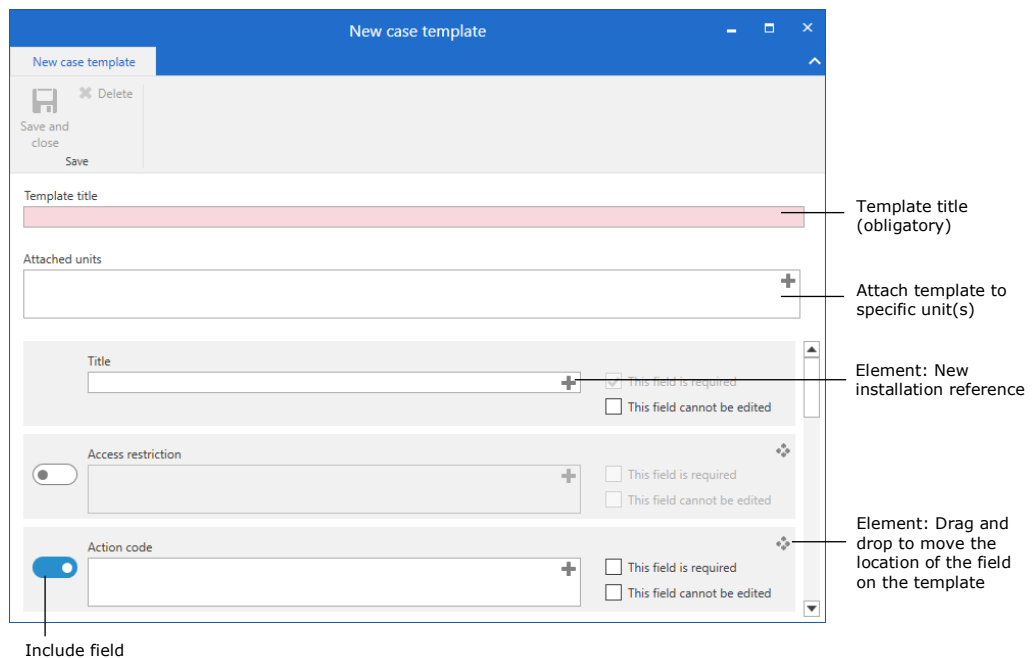 New case template
New case template
Delete
Save and
close
Save
Template title
Template title
(obligatory)
Attached units
Attach template to
specific unit(s)
Title
This field is required
Element: New
installation reference
This field cannot be edited
Access restriction
This field is required
This field cannot be edited
Action code
This field is required
This field cannot be edited
Element: Drag and
drop to move the
location of the field
on the template
Include field